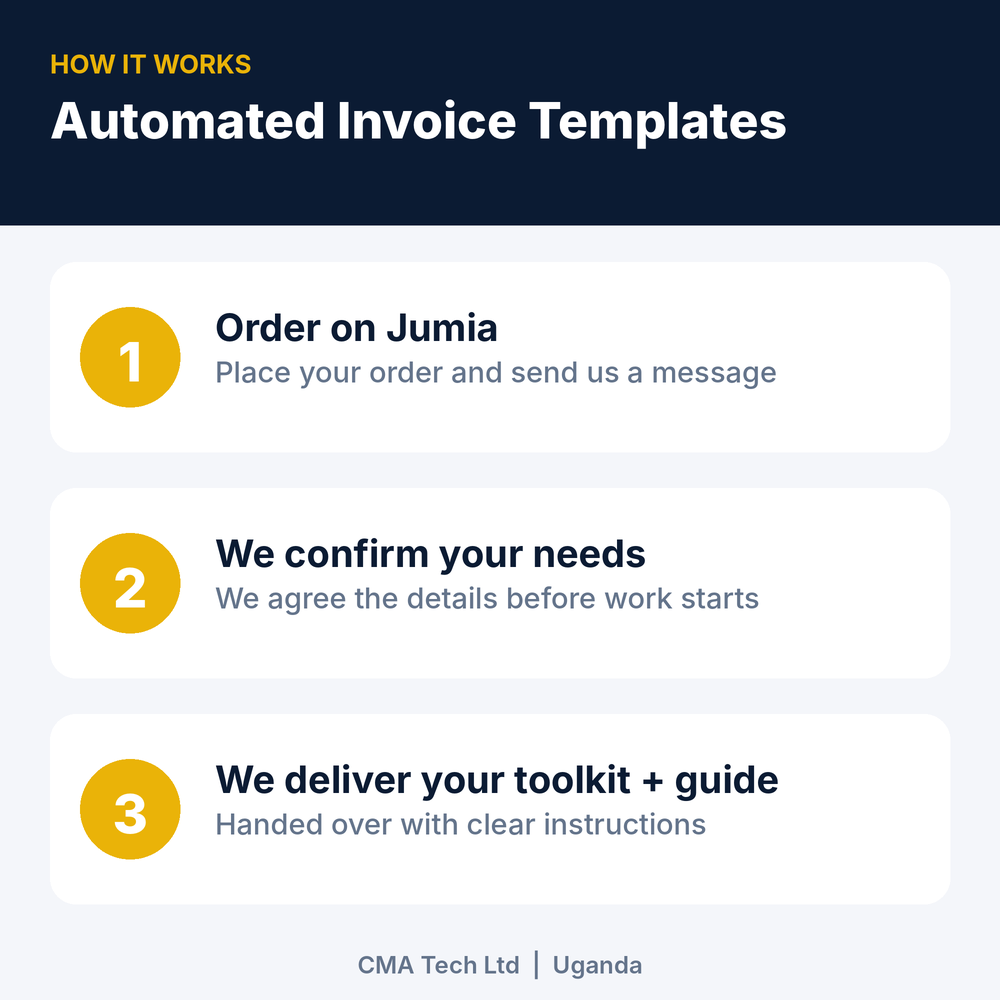 HOW IT WORKS
Automated Invoice Templates
1
Order on Jumia
Place your order and send us a message
2
We confirm your needs
We agree the details before work starts
3
We deliver your toolkit + guide
Handed over with clear instructions
CMA Tech Ltd | Uganda